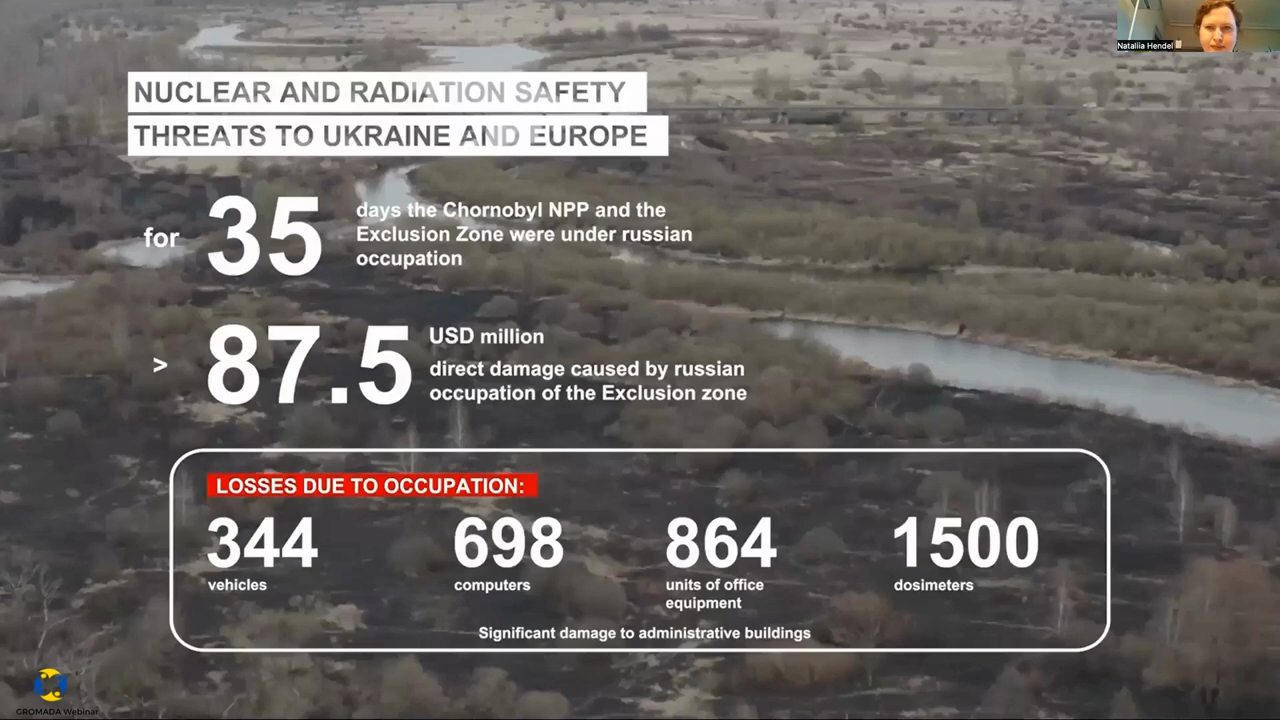 Nataliia Hendel
NUCLEAR AND RADIATION SAFETY
THREATS TO UKRAINE AND EUROPE
for 35 days the Chornobyl NPP and the
Exclusion Zone were under russian
occupation
> 87.5 USD million
direct damage caused by russian
occupation of the Exclusion zone
LOSSES DUE TO OCCUPATION:
344 698 864 1500
vehicles computers units of office dosimeters
equipment
Significant damage to administrative buildings
GROMADA Webinar